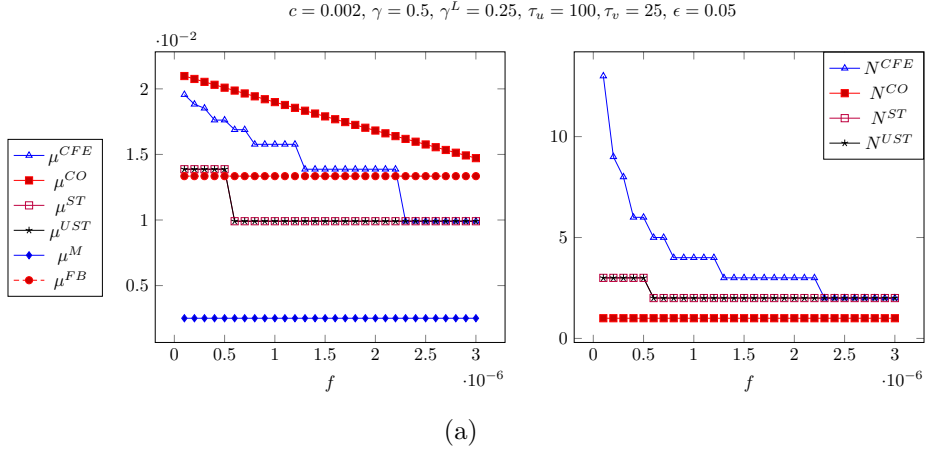 c = 0.002, γ = 0.5, γ^L = 0.25, τ_u = 100, τ_v = 25, ϵ = 0.05
·10^{-2}
2
1.5
1
0.5
0 0.5 1 1.5 2 2.5 3
·10^{-6}
f
μ^{CFE}
μ^{CO}
μ^{ST}
μ^{UST}
μ^M
μ^{FB}
10
5
0
0 0.5 1 1.5 2 2.5 3
·10^{-6}
f
N^{CFE}
N^{CO}
N^{ST}
N^{UST}
(a)